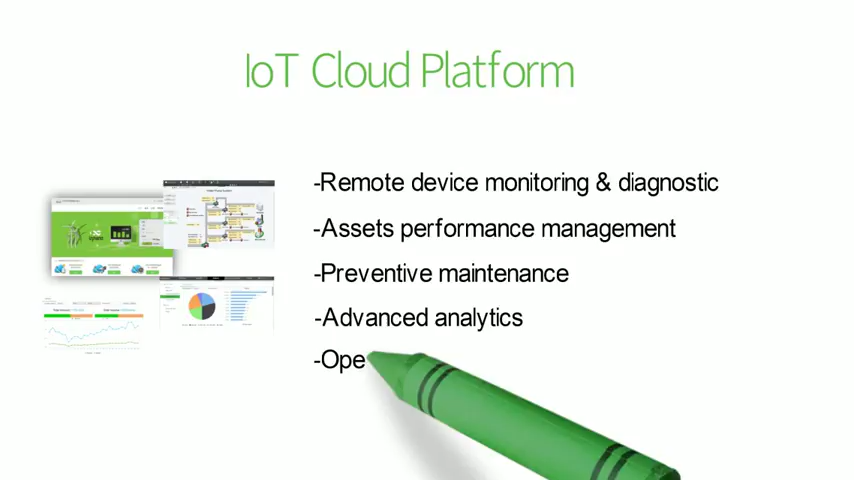 IoT Cloud Platform
-Remote device monitoring & diagnostic
-Assets performance management
-Preventive maintenance
-Advanced analytics
-Ope